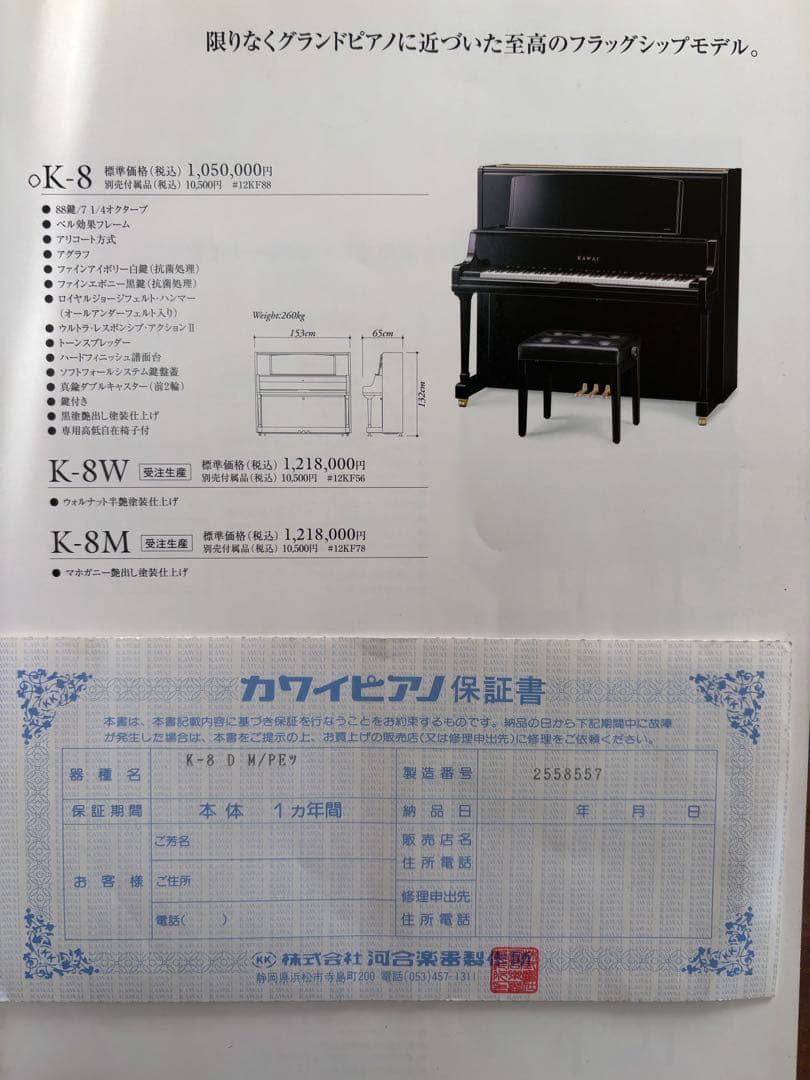 限りなくグランドピアノに近づいた至高のフラッグシップモデル。
K-8 標準価格(税込) 1,050,000円
別売付属品(税込) 10,500円 #12KF88
● 88鍵/7 1/4オクターブ
● ベル効果フレーム
● アリコート方式
● アグラフ
● ファインアイボリー白鍵(抗菌処理)
● ファインエボニー黒鍵(抗菌処理)
● ロイヤルジョージフェルト・ハンマー
(オールアンダーフェルト入り)
● ウルトラ・レスポンシブ・アクションⅡ
● トーンスプレッダー
● ハードフィニッシュ譜面台
● ソフトフォールシステム鍵盤蓋
● 真鍮ダブルキャスター(前2輪)
● 鍵付き
● 黒塗艶出し塗装仕上げ
● 専用高低自在椅子付
Weight:260kg
153cm
65cm
132cm
KAWAI
K-8W 受注生産 標準価格(税込) 1,218,000円
別売付属品(税込) 10,500円 #12KF56
● ウォルナット半艶塗装仕上げ
K-8M 受注生産 標準価格(税込) 1,218,000円
別売付属品(税込) 10,500円 #12KF78
● マホガニー艶出し塗装仕上げ
カワイピアノ保証書
本書は、本書記載内容に基づき保証を行なうことをお約束するものです。納品の日から下記期間中に故障
が発生した場合は、本書をご提示の上、お買上げの販売店(又は修理申出先)に修理をご依頼ください。
器種名 K-8 D M/PEツ 製造番号 2558557
保証期間 本体 1ヵ年間 納品日 年 月 日
お客様
ご芳名
ご住所
電話( )
販売店名
住所電話
修理申出先
住所電話
KK 株式会社 河合楽器製作所
静岡県浜松市寺島町200 電話(053)457-1311